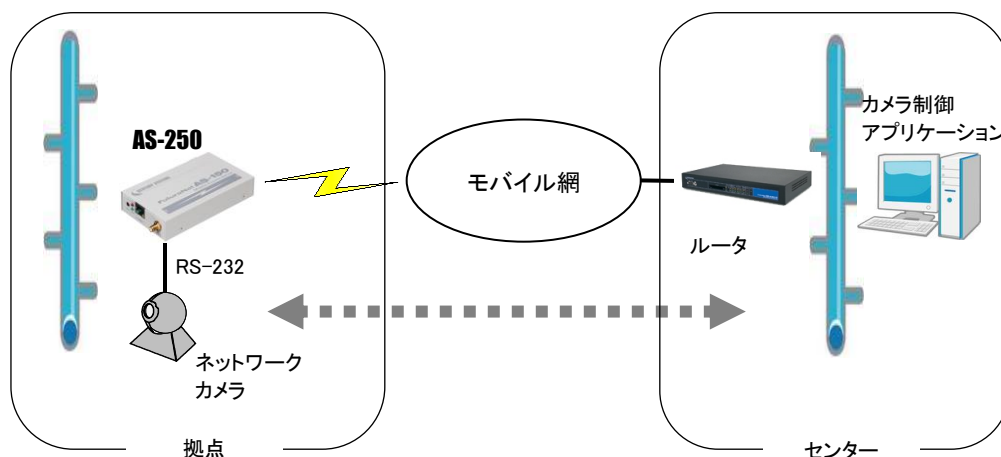 AS-250
RS-232
ネットワーク
カメラ
拠点
モバイル網
ルータ
カメラ制御
アプリケーション
センター